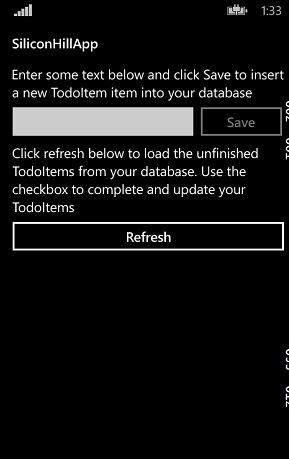 1:33
SiliconHillApp
Enter some text below and click Save to insert
a new TodoItem item into your database
Save
Click refresh below to load the unfinished
TodoItems from your database. Use the
checkbox to complete and update your
TodoItems
Refresh